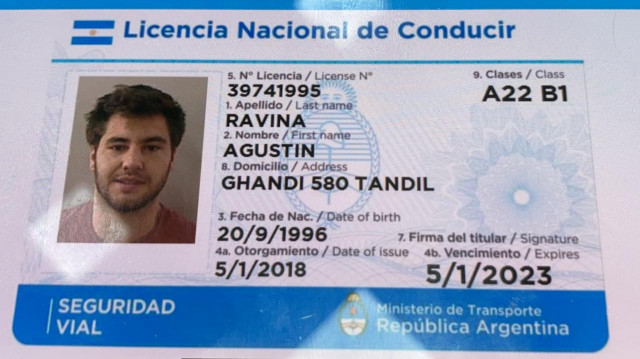 Licencia Nacional de Conducir
5. Nº Licencia / License Nº
39741995
9. Clases / Class
A22 B1
1. Apellido / Last name
RAVINA
2. Nombre / First name
AGUSTIN
8. Domicilio / Address
GHANDI 580 TANDIL
3. Fecha de Nac. / Date of birth
20/9/1996
7. Firma del titular / Signature
4a. Otorgamiento / Date of issue
5/1/2018
4b. Vencimiento / Expires
5/1/2023
SEGURIDAD
VIAL
Ministerio de Transporte
República Argentina